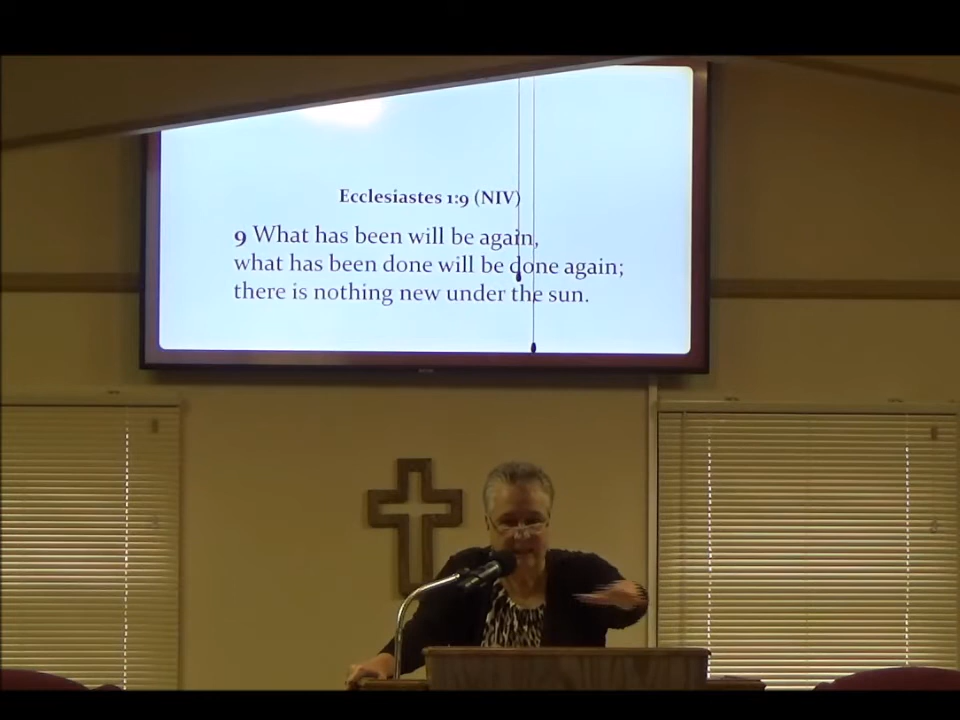 Ecclesiastes 1:9 (NIV)
9 What has been will be again,
what has been done will be done again;
there is nothing new under the sun.